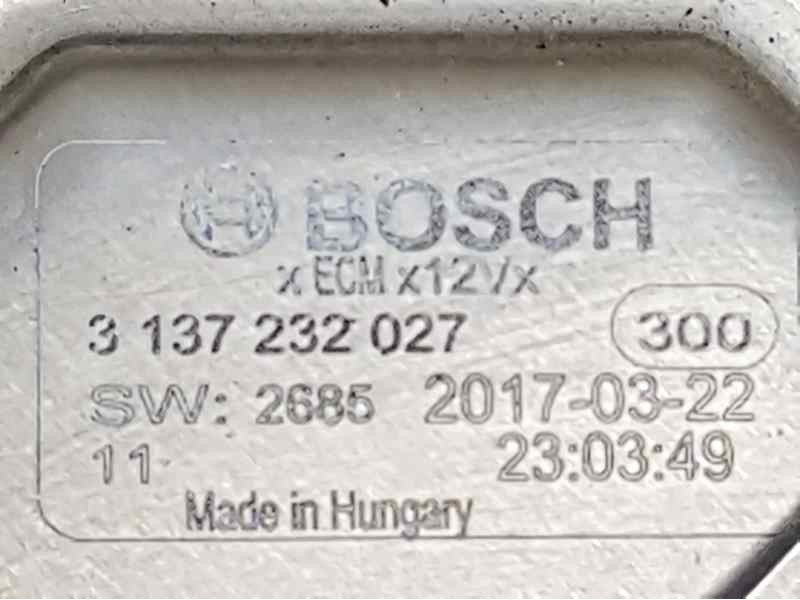 BOSCH
x ECM x12V/x
3 137 232 027 300
SW: 2685 2017-03-22
11 23:03:49
Made in Hungary